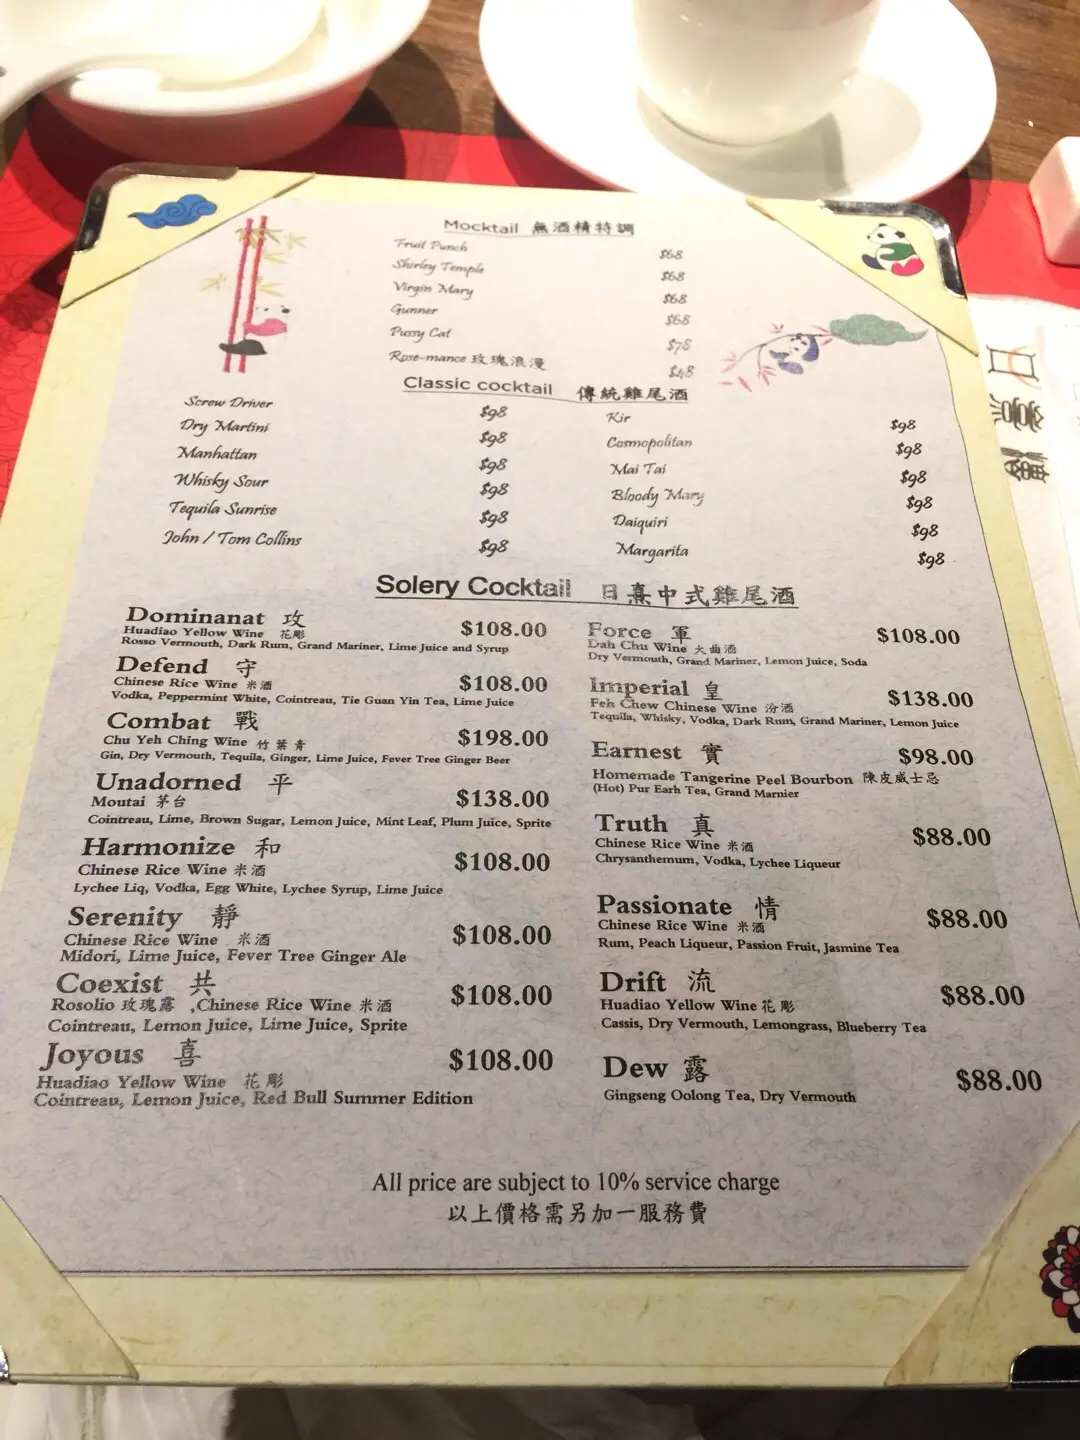 Mocktail 無酒精特調
Fruit Punch $68
Shirley Temple $68
Virgin Mary $68
Gunner $68
Pussy Cat $78
Rose-mance 玫瑰浪漫 $48
Classic cocktail 傳統雞尾酒
Screw Driver $98
Dry Martini $98
Manhattan $98
Whisky Sour $98
Tequila Sunrise $98
John / Tom Collins $98
Kir $98
Cosmopolitan $98
Mai Tai $98
Bloody Mary $98
Daiquiri $98
Margarita $98
Solery Cocktail 日熹中式雞尾酒
Dominanat 攻 $108.00
Huadiao Yellow Wine 花彫
Rosso Vermouth, Dark Rum, Grand Mariner, Lime Juice and Syrup
Defend 守 $108.00
Chinese Rice Wine 米酒
Vodka, Peppermint White, Cointreau, Tie Guan Yin Tea, Lime Juice
Combat 戰 $198.00
Chu Yeh Ching Wine 竹葉青
Gin, Dry Vermouth, Tequila, Ginger, Lime Juice, Fever Tree Ginger Beer
Unadorned 平 $138.00
Moutai 茅台
Cointreau, Lime, Brown Sugar, Lemon Juice, Mint Leaf, Plum Juice, Sprite
Harmonize 和 $108.00
Chinese Rice Wine 米酒
Lychee Liq, Vodka, Egg White, Lychee Syrup, Lime Juice
Serenity 靜 $108.00
Chinese Rice Wine 米酒
Midori, Lime Juice, Fever Tree Ginger Ale
Coexist 共 $108.00
Rosolio 玫瑰露 ,Chinese Rice Wine 米酒
Cointreau, Lemon Juice, Lime Juice, Sprite
Joyous 喜 $108.00
Huadiao Yellow Wine 花彫
Cointreau, Lemon Juice, Red Bull Summer Edition
Force 軍 $108.00
Dah Chu Wine 大曲酒
Dry Vermouth, Grand Mariner, Lemon Juice, Soda
Imperial 皇 $138.00
Feh Chew Chinese Wine 汾酒
Tequila, Whisky, Vodka, Dark Rum, Grand Mariner, Lemon Juice
Earnest 實 $98.00
Homemade Tangerine Peel Bourbon 陳皮威士忌
(Hot) Pur Earh Tea, Grand Marnier
Truth 真 $88.00
Chinese Rice Wine 米酒
Chrysanthemum, Vodka, Lychee Liqueur
Passionate 情 $88.00
Chinese Rice Wine 米酒
Rum, Peach Liqueur, Passion Fruit, Jasmine Tea
Drift 流 $88.00
Huadiao Yellow Wine 花彫
Cassis, Dry Vermouth, Lemongrass, Blueberry Tea
Dew 露 $88.00
Gingseng Oolong Tea, Dry Vermouth
All price are subject to 10% service charge
以上價格需另加一服務費